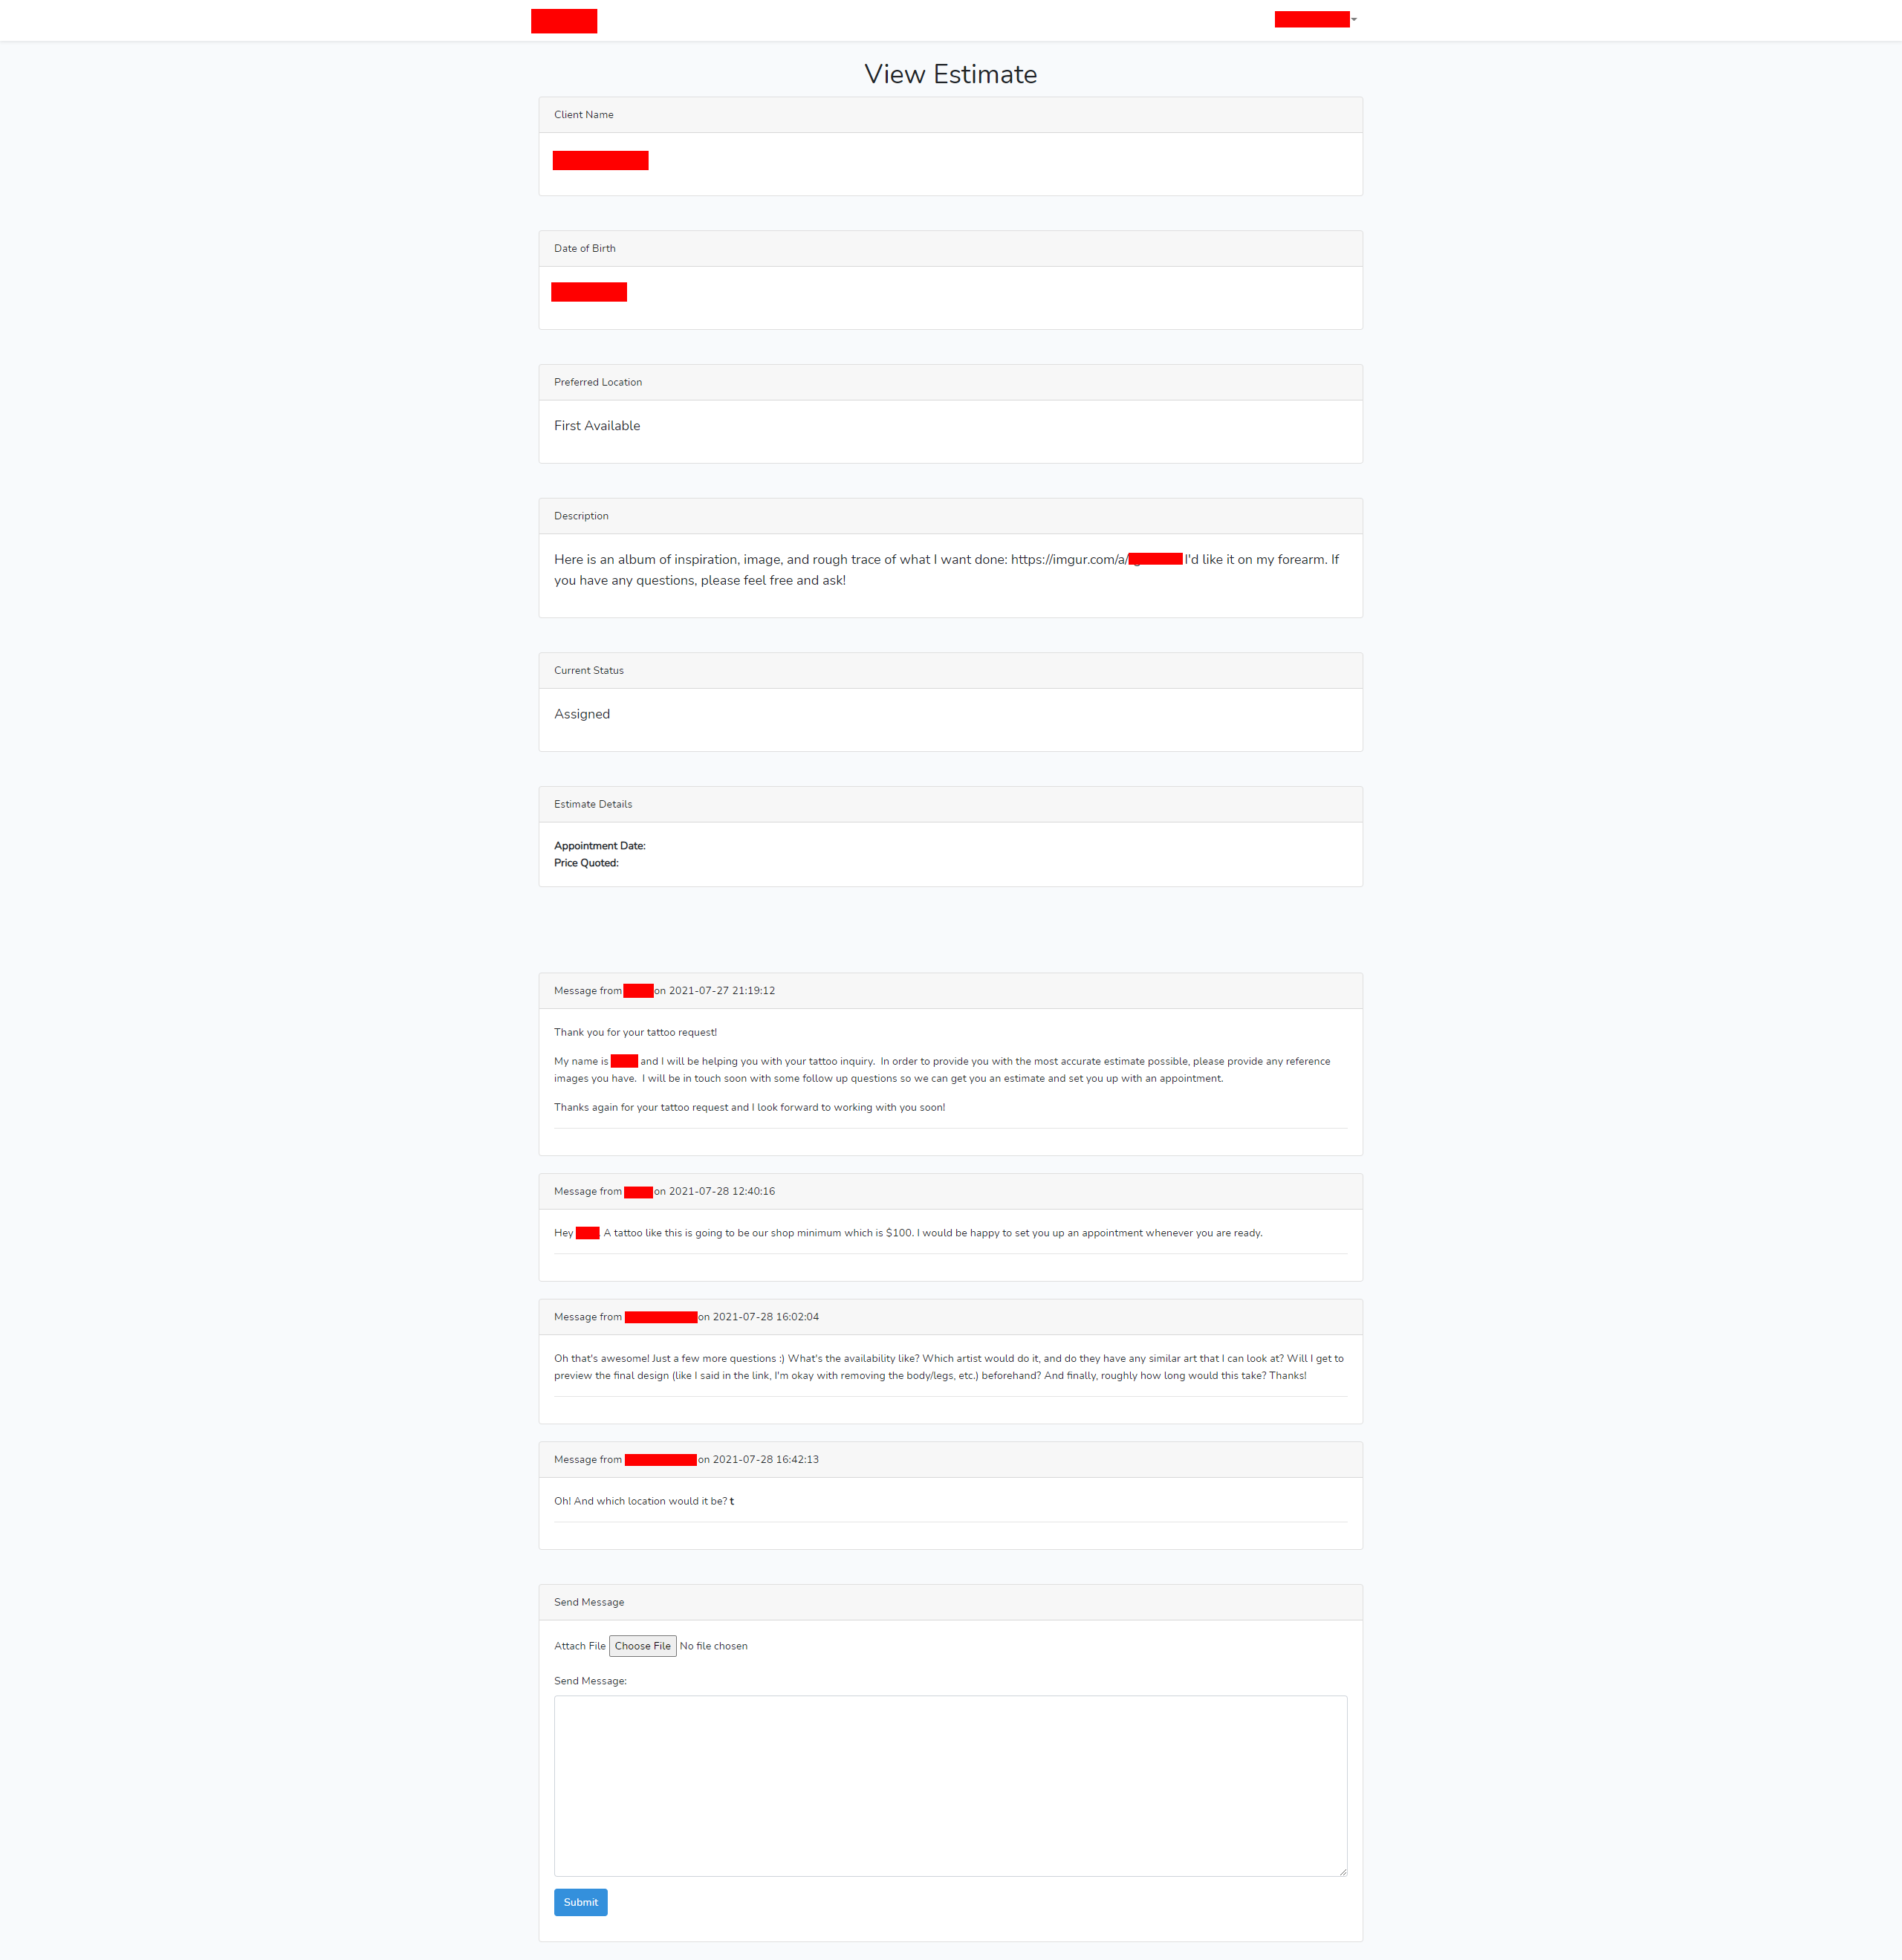 View Estimate
Client Name
Date of Birth
Preferred Location
First Available
Description
Here is an album of inspiration, image, and rough trace of what I want done: https://imgur.com/a/ I'd like it on my forearm. If
you have any questions, please feel free and ask!
Current Status
Assigned
Estimate Details
Appointment Date:
Price Quoted:
Message from on 2021-07-27 21:19:12
Thank you for your tattoo request!
My name is and I will be helping you with your tattoo inquiry.  In order to provide you with the most accurate estimate possible, please provide any reference
images you have.  I will be in touch soon with some follow up questions so we can get you an estimate and set you up with an appointment.
Thanks again for your tattoo request and I look forward to working with you soon!
Message from on 2021-07-28 12:40:16
Hey A tattoo like this is going to be our shop minimum which is $100. I would be happy to set you up an appointment whenever you are ready.
Message from on 2021-07-28 16:02:04
Oh that's awesome! Just a few more questions :) What's the availability like? Which artist would do it, and do they have any similar art that I can look at? Will I get to
preview the final design (like I said in the link, I'm okay with removing the body/legs, etc.) beforehand? And finally, roughly how long would this take? Thanks!
Message from on 2021-07-28 16:42:13
Oh! And which location would it be? t
Send Message
Attach File Choose File No file chosen
Send Message:
Submit